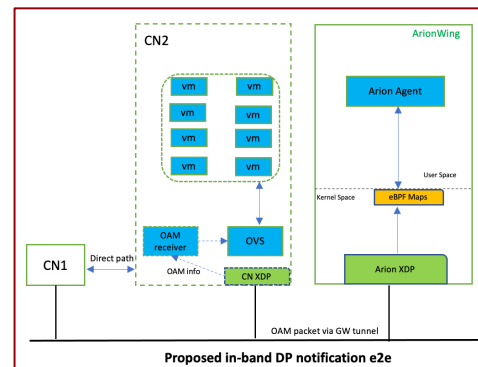 CN2
ArionWing
vm vm
vm vm
vm vm
vm vm
Arion Agent
User Space
Kernel Space
eBPF Maps
OAM
receiver
OVS
CN1
Direct path
OAM info
CN XDP
Arion XDP
OAM packet via GW tunnel
Proposed in-band DP notification e2e